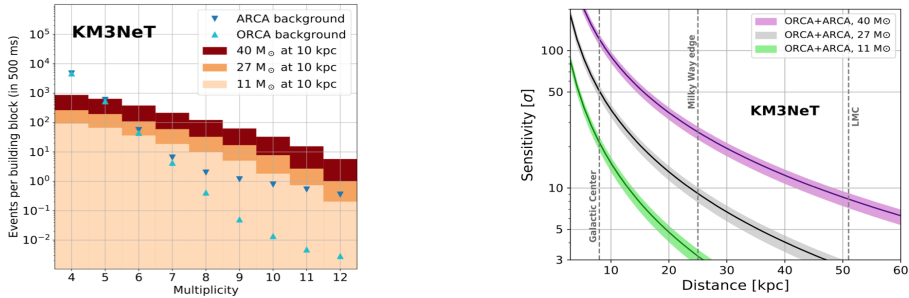 KM3NeT
ARCA background
ORCA background
40 M⊙ at 10 kpc
27 M⊙ at 10 kpc
11 M⊙ at 10 kpc
Events per building block (in 500 ms)
10⁵
10⁴
10³
10²
10¹
10⁰
10⁻¹
10⁻²
4 5 6 7 8 9 10 11 12
Multiplicity
ORCA+ARCA, 40 M⊙
ORCA+ARCA, 27 M⊙
ORCA+ARCA, 11 M⊙
KM3NeT
Sensitivity [σ]
100
50
10
3
Galactic Center
Milky Way edge
LMC
10 20 30 40 50 60
Distance [kpc]